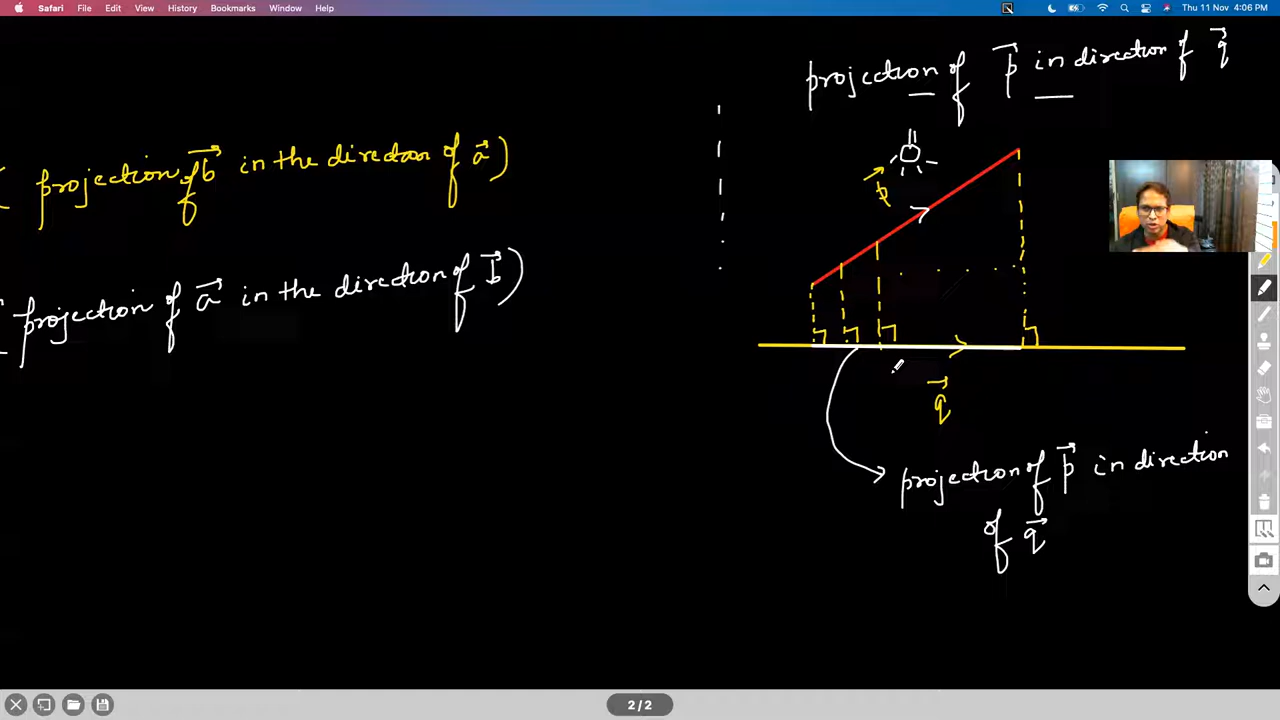 Safari File Edit View History Bookmarks Window Help
Thu 11 Nov 4:06 PM
projection of p⃗ in direction of q⃗
projection of b⃗ in the direction of a⃗)
projection of a⃗ in the direction of b⃗)
p⃗
q⃗
projection of p⃗ in direction
of q⃗
2/2